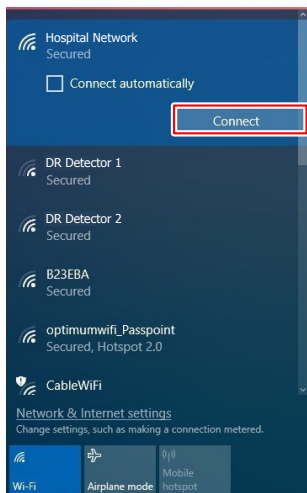 Hospital Network
Secured
Connect automatically
Connect
DR Detector 1
Secured
DR Detector 2
Secured
B23EBA
Secured
optimumwifi_Passpoint
Secured, Hotspot 2.0
CableWiFi
Network & Internet settings
Change settings, such as making a connection metered.
Wi-Fi
Airplane mode
Mobile
hotspot